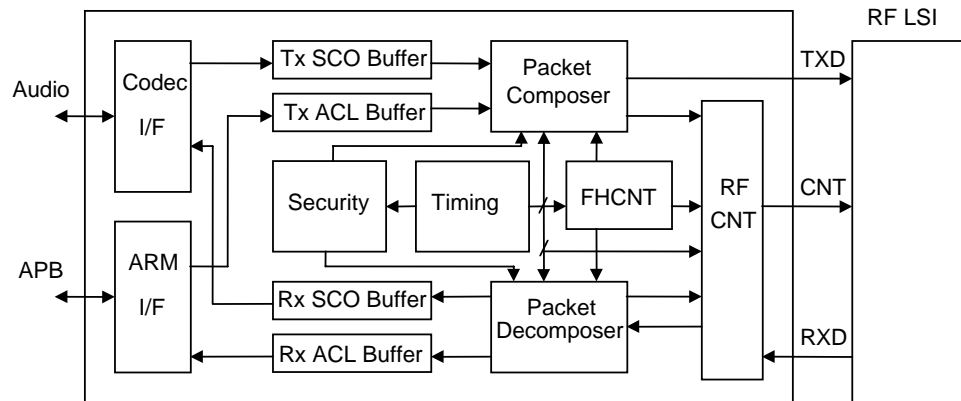 RF LSI
Tx SCO Buffer
TXD
Codec
I/F
Packet
Composer
Audio
Tx ACL Buffer
Security
Timing
FHCNT
RF
CNT
CNT
APB
ARM
I/F
Rx SCO Buffer
Packet
Decomposer
Rx ACL Buffer
RXD